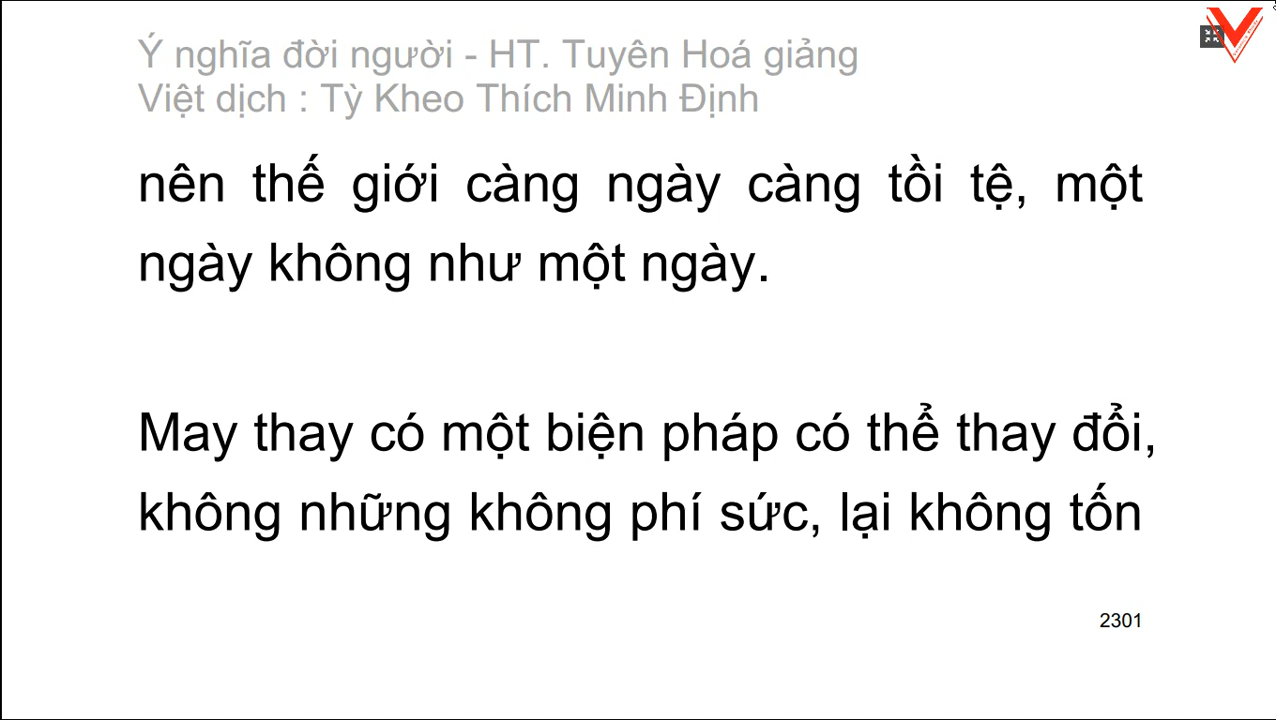 Ý nghĩa đời người - HT. Tuyên Hoá giảng
Việt dịch : Tỳ Kheo Thích Minh Định
nên thế giới càng ngày càng tồi tệ, một
ngày không như một ngày.
May thay có một biện pháp có thể thay đổi,
không những không phí sức, lại không tốn
2301